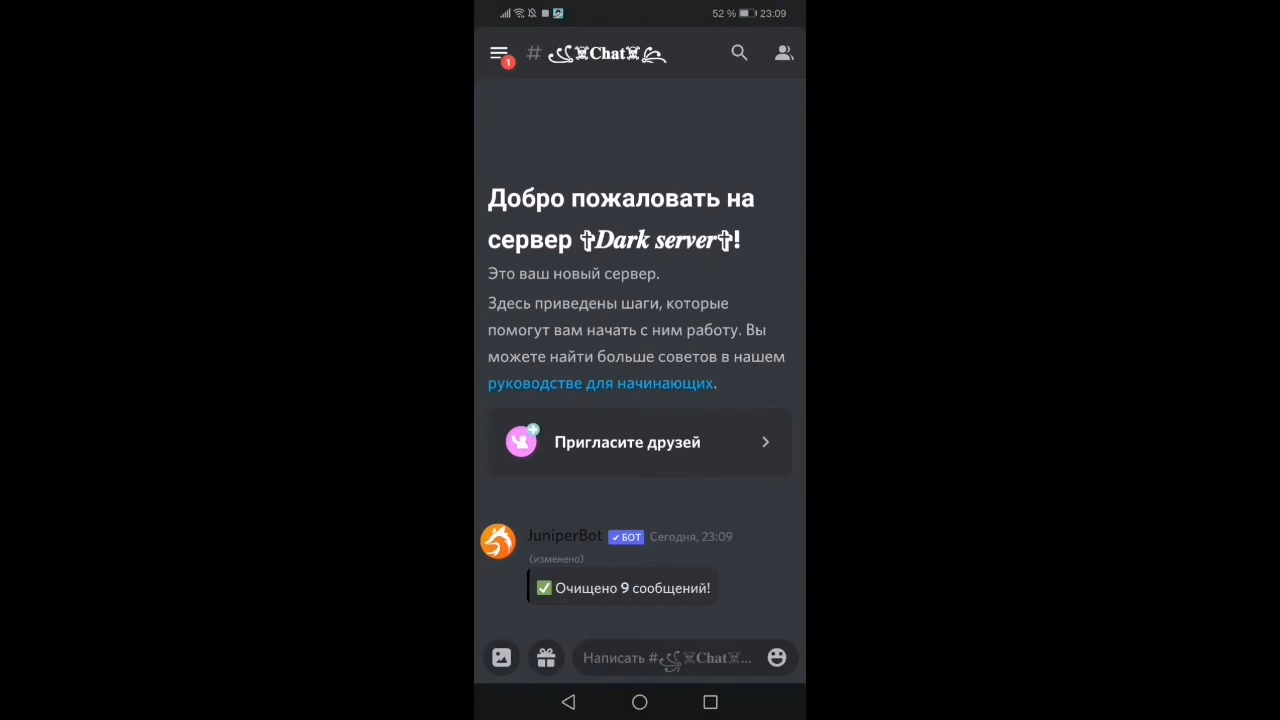 52 % 23:09
1
# ꧁☠Chat☠꧂
Добро пожаловать на
сервер ✞𝑫𝒂𝒓𝒌 𝒔𝒆𝒓𝒗𝒆𝒓✞!
Это ваш новый сервер.
Здесь приведены шаги, которые
помогут вам начать с ним работу. Вы
можете найти больше советов в нашем
руководстве для начинающих.
Пригласите друзей
JuniperBot ✓ БОТ Сегодня, 23:09
(изменено)
✅ Очищено 9 сообщений!
Написать #꧁☠Chat☠...